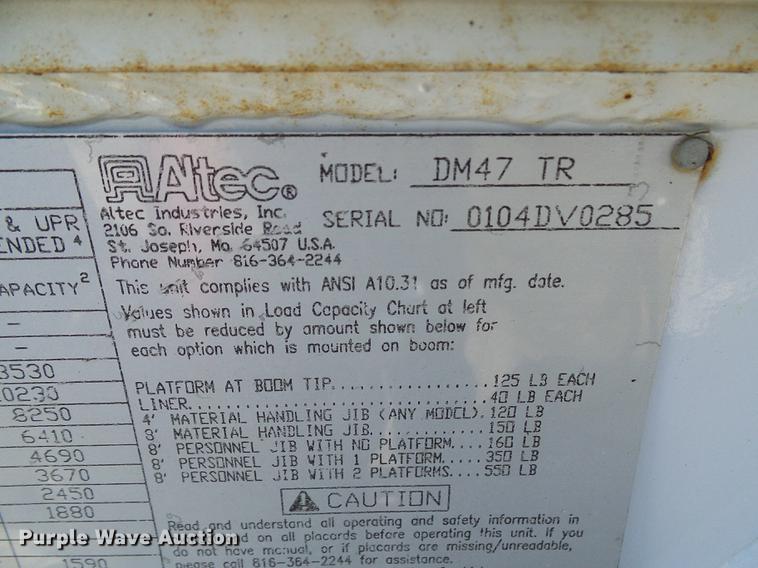 Altec®
MODEL: DM47 TR
Altec Industries, Inc.
2106 So. Riverside Road
St. Joseph, Mo. 64507 U.S.A.
Phone Number 816-364-2244
SERIAL NO: 0104DV0285
This unit complies with ANSI A10.31 as of mfg. date.
Values shown in Load Capacity Chart at left
must be reduced by amount shown below for
each option which is mounted on boom:
PLATFORM AT BOOM TIP............... 125 LB EACH
LINER................................... 40 LB EACH
4' MATERIAL HANDLING JIB (ANY MODEL). 120 LB
8' MATERIAL HANDLING JIB............ 150 LB
8' PERSONNEL JIB WITH NO PLATFORM.... 160 LB
8' PERSONNEL JIB WITH 1 PLATFORM.... 350 LB
8' PERSONNEL JIB WITH 2 PLATFORMS... 550 LB
CAUTION
Read and understand all operating and safety information in
and on all placards before operating this unit. If you
do not have manual, or if placards are missing/unreadable,
please call 816-364-2244 for assistance.
& UPR
ENDED 4
APACITY 2
-
-
3530
0230
8250
6410
4690
3670
2450
1880
1590
Purple Wave Auction